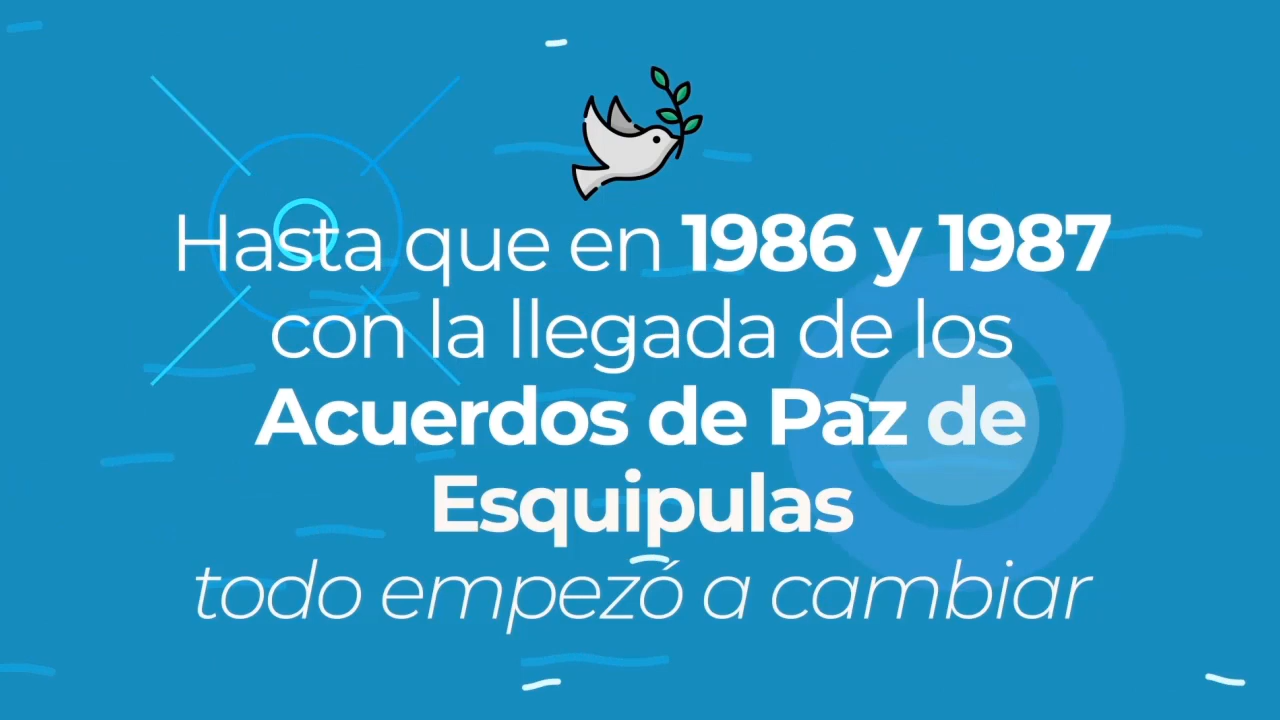 Hasta que en 1986 y 1987
con la llegada de los
Acuerdos de Paz de
Esquipulas
todo empezó a cambiar